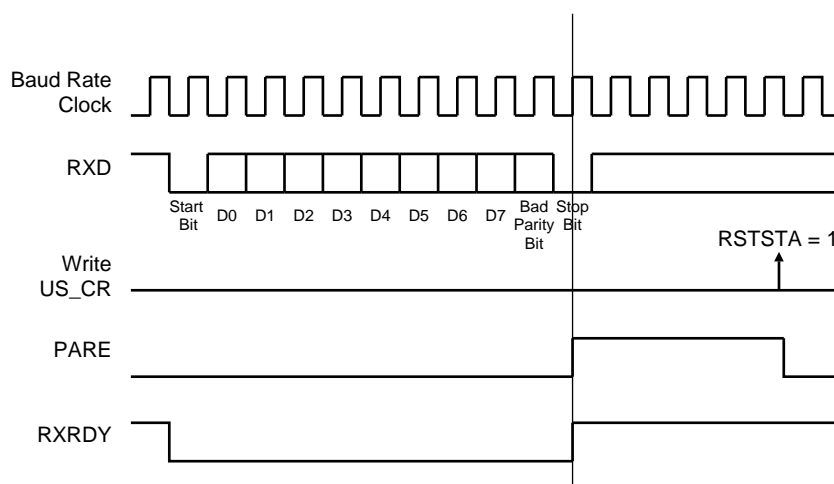 Baud Rate
Clock
RXD
Start
Bit
D0
D1
D2
D3
D4
D5
D6
D7
Bad
Parity
Bit
Stop
Bit
RSTSTA = 1
Write
US_CR
PARE
RXRDY